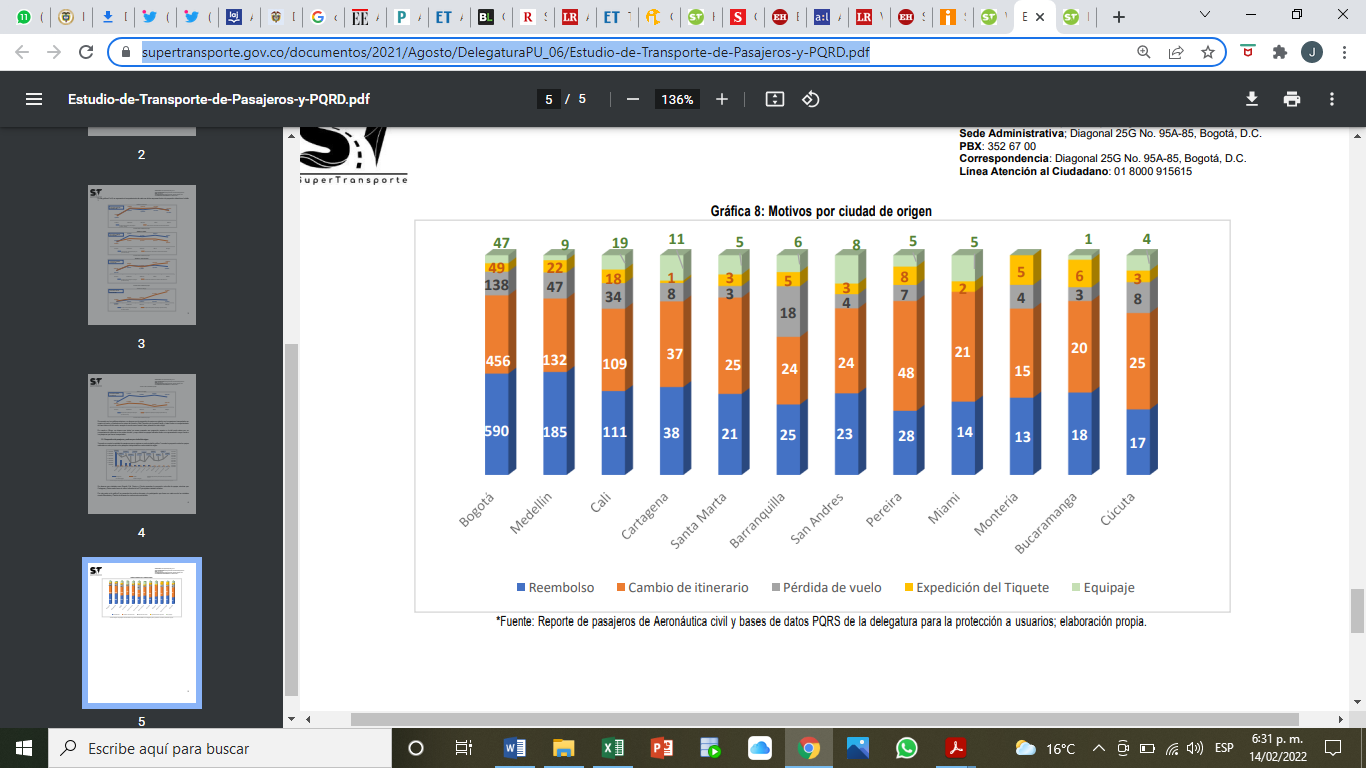 supertransporte.gov.co/documentos/2021/Agosto/DelegaturaPU_06/Estudio-de-Transporte-de-Pasajeros-y-PQRD.pdf
J
Estudio-de-Transporte-de-Pasajeros-y-PQRD.pdf
5 / 5
136%
2
3
4
5
SuperTransporte
Sede Administrativa; Diagonal 25G No. 95A-85, Bogotá, D.C.
PBX: 352 67 00
Correspondencia: Diagonal 25G No. 95A-85, Bogotá, D.C.
Línea Atención al Ciudadano: 01 8000 915615
Gráfica 8: Motivos por ciudad de origen
47 9 19 11 5 6 8 5 5 1 4
49 22 18 1 3 5 3 8 2 5 6 3
138 47 34 8 3 18 4 7 4 3 8
456 132 109 37 25 24 24 48 21 15 20 25
590 185 111 38 21 25 23 28 14 13 18 17
Bogotá Medellín Cali Cartagena Santa Marta Barranquilla San Andres Pereira Miami Montería Bucaramanga Cúcuta
Reembolso Cambio de itinerario Pérdida de vuelo Expedición del Tiquete Equipaje
*Fuente: Reporte de pasajeros de Aeronáutica civil y bases de datos PQRS de la delegatura para la protección a usuarios; elaboración propia.
Escribe aquí para buscar
16°C
ESP
6:31 p. m.
14/02/2022